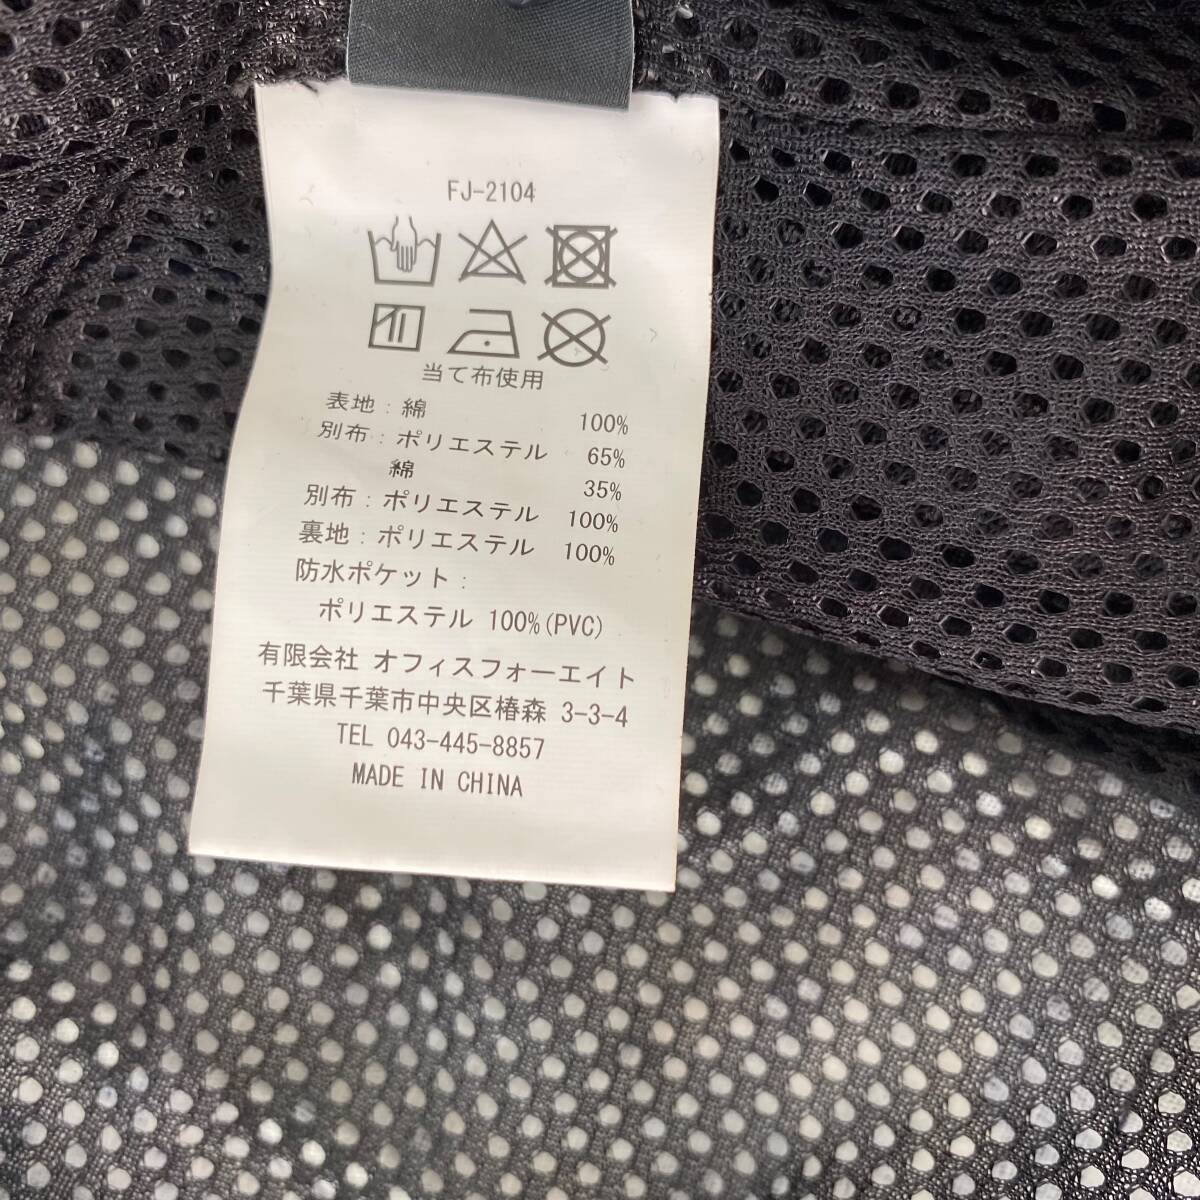 FJ-2104
当て布使用
表地：綿 100%
別布：ポリエステル 65%
綿 35%
別布：ポリエステル 100%
裏地：ポリエステル 100%
防水ポケット：
ポリエステル 100%(PVC)
有限会社 オフィスフォーエイト
千葉県千葉市中央区椿森 3-3-4
TEL 043-445-8857
MADE IN CHINA